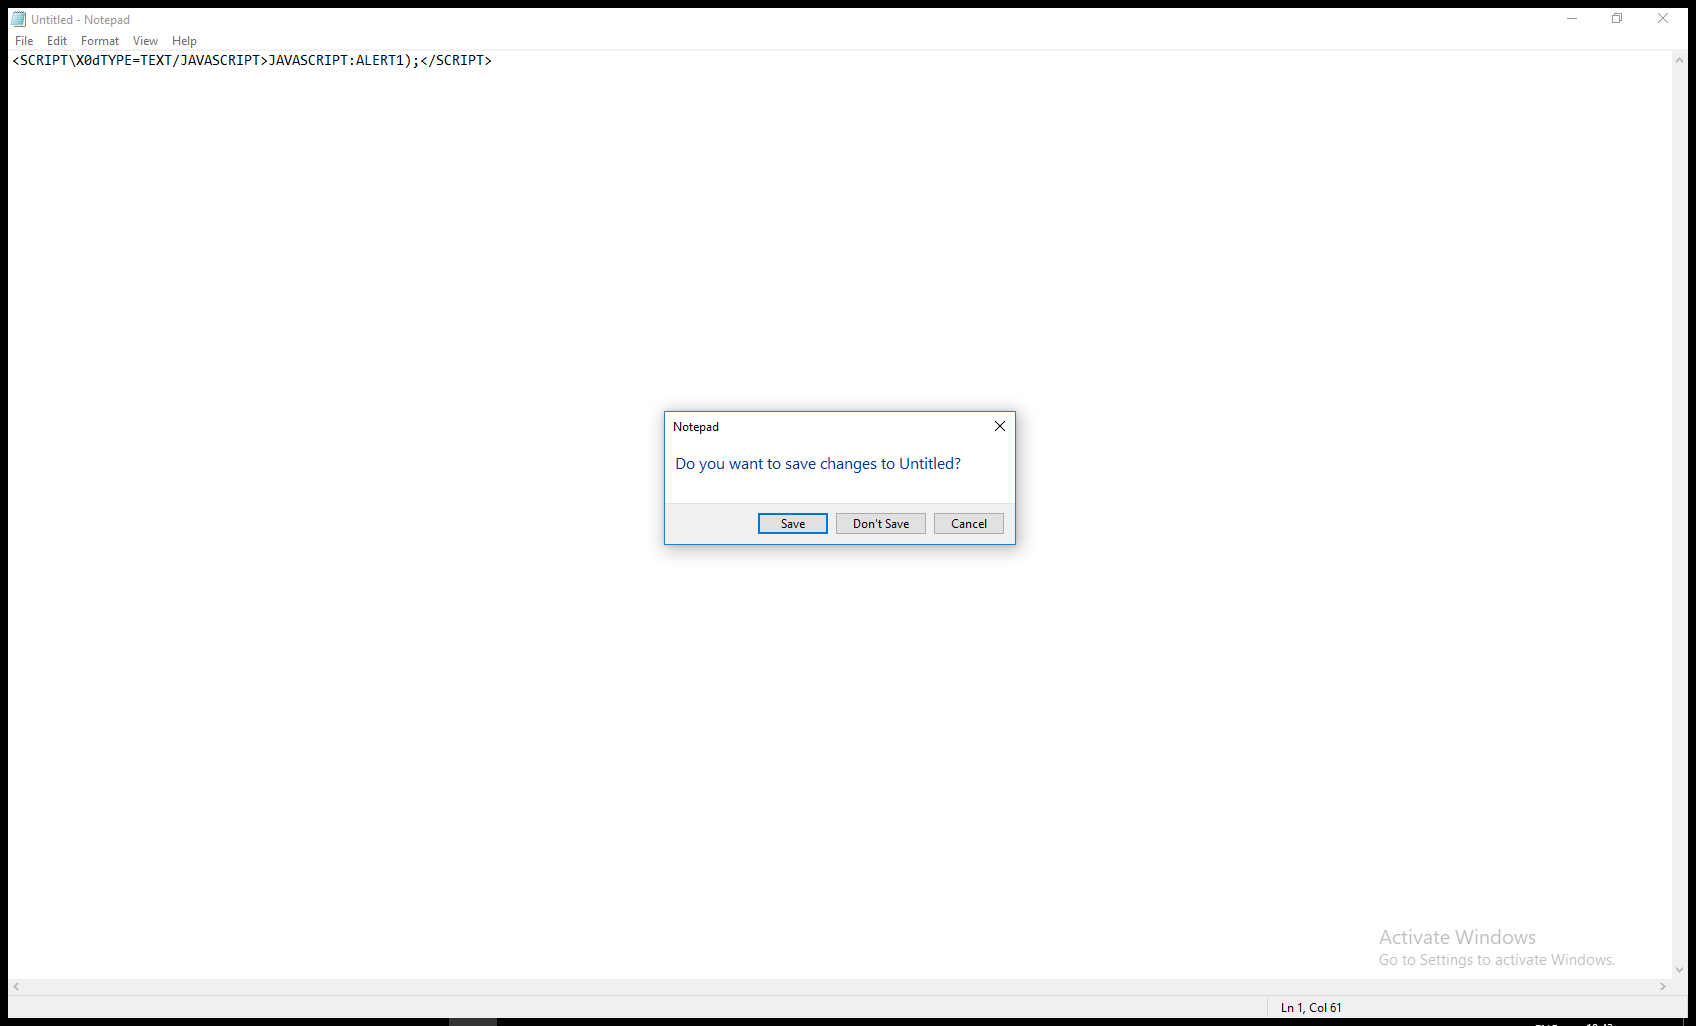 Untitled - Notepad
File Edit Format View Help
<SCRIPT\X0dTYPE=TEXT/JAVASCRIPT>JAVASCRIPT:ALERT1);</SCRIPT>
Notepad
Do you want to save changes to Untitled?
Save Don't Save Cancel
Activate Windows
Go to Settings to activate Windows.
Ln 1, Col 61